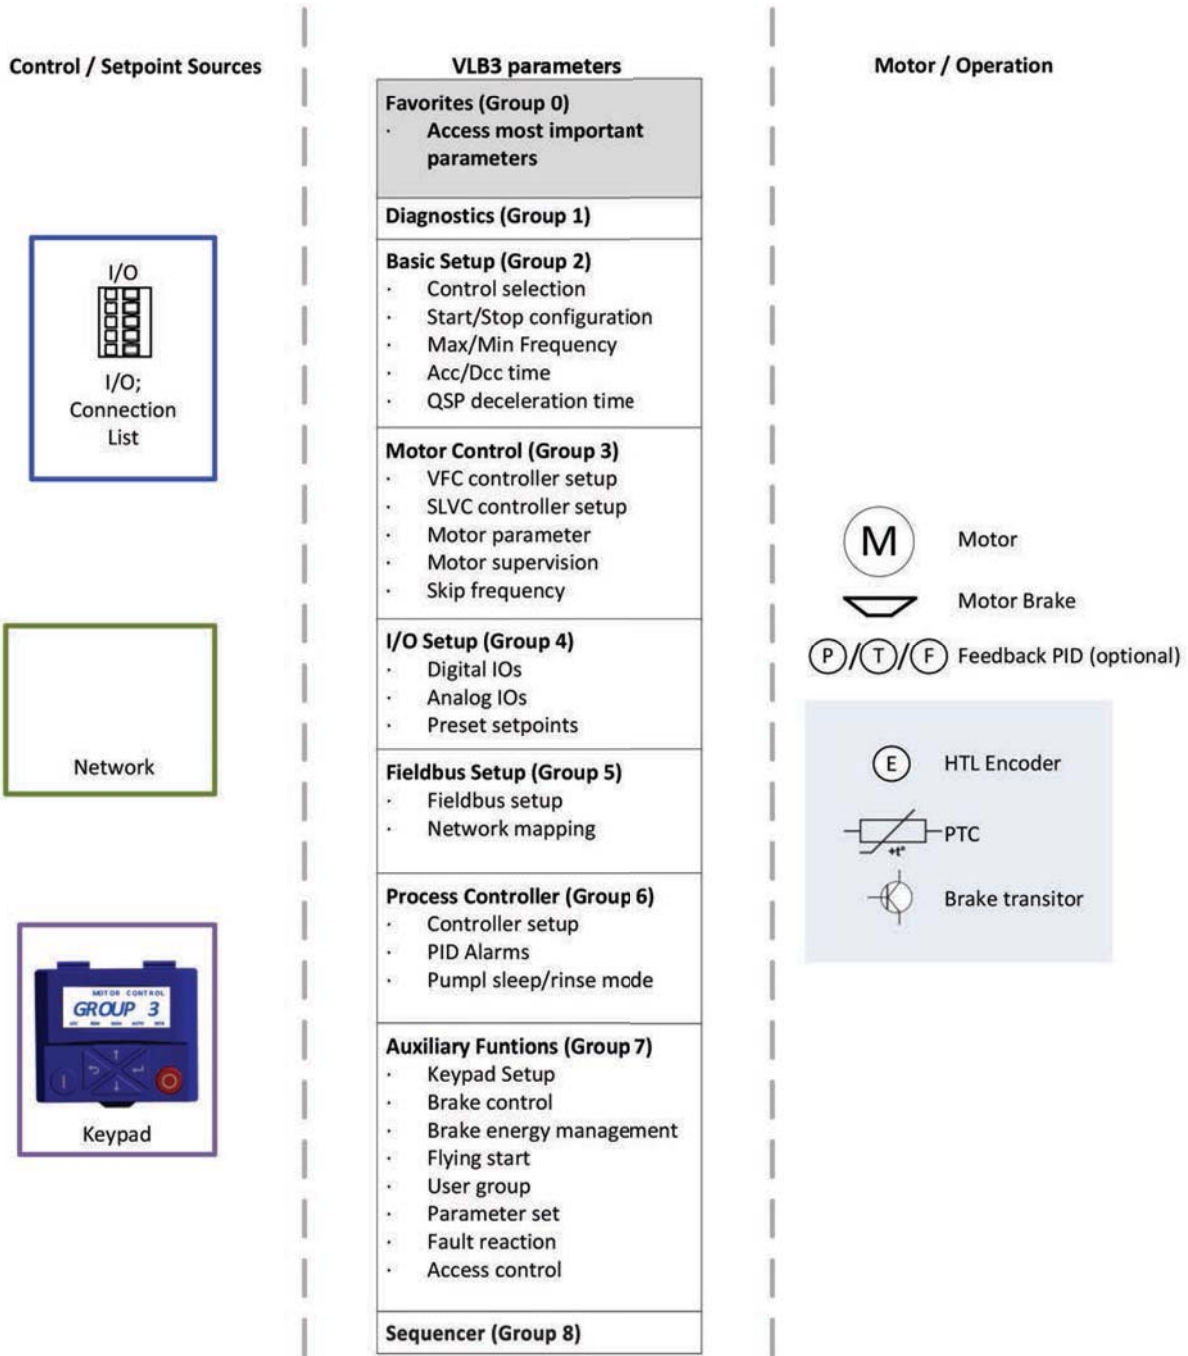 Control / Setpoint Sources
I/O
I/O;
Connection
List
Network
MOTOR CONTROL
GROUP 3
Keypad
VLB3 parameters
Favorites (Group 0)
· Access most important
parameters
Diagnostics (Group 1)
Basic Setup (Group 2)
· Control selection
· Start/Stop configuration
· Max/Min Frequency
· Acc/Dcc time
· QSP deceleration time
Motor Control (Group 3)
· VFC controller setup
· SLVC controller setup
· Motor parameter
· Motor supervision
· Skip frequency
I/O Setup (Group 4)
· Digital IOs
· Analog IOs
· Preset setpoints
Fieldbus Setup (Group 5)
· Fieldbus setup
· Network mapping
Process Controller (Group 6)
· Controller setup
· PID Alarms
· Pumpl sleep/rinse mode
Auxiliary Funtions (Group 7)
· Keypad Setup
· Brake control
· Brake energy management
· Flying start
· User group
· Parameter set
· Fault reaction
· Access control
Sequencer (Group 8)
Motor / Operation
M Motor
Motor Brake
P/T/F Feedback PID (optional)
E HTL Encoder
PTC
+t°
Brake transitor